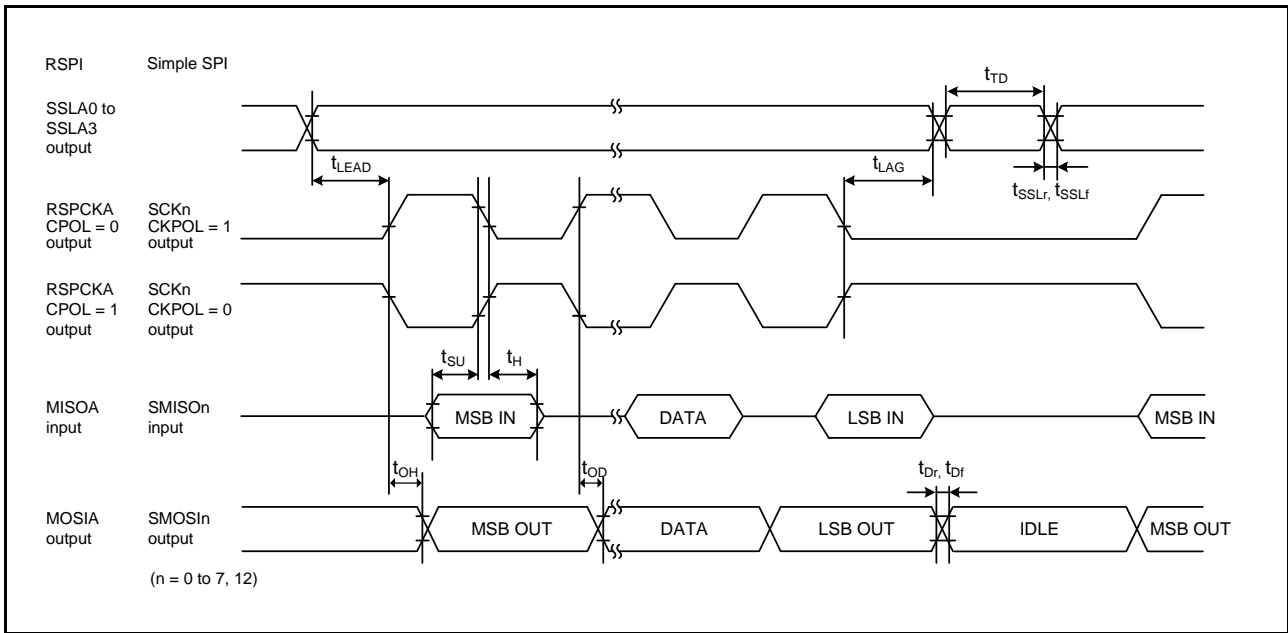 RSPI Simple SPI
SSLA0 to
SSLA3
output
tTD
tLEAD
tLAG
tSSLr, tSSLf
RSPCKA SCKn
CPOL = 0 CKPOL = 1
output output
RSPCKA SCKn
CPOL = 1 CKPOL = 0
output output
tSU tH
MISOA SMISOn
input input
MSB IN DATA LSB IN MSB IN
tOH tOD tDr, tDf
MOSIA SMOSIn
output output
MSB OUT DATA LSB OUT IDLE MSB OUT
(n = 0 to 7, 12)